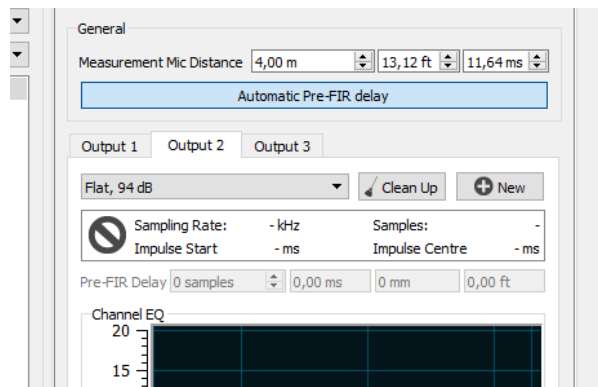 General
Measurement Mic Distance 4,00 m 13,12 ft 11,64 ms
Automatic Pre-FIR delay
Output 1 Output 2 Output 3
Flat, 94 dB Clean Up New
Sampling Rate: - kHz Samples: -
Impulse Start - ms Impulse Centre - ms
Pre-FIR Delay 0 samples 0,00 ms 0 mm 0,00 ft
Channel EQ
20
15